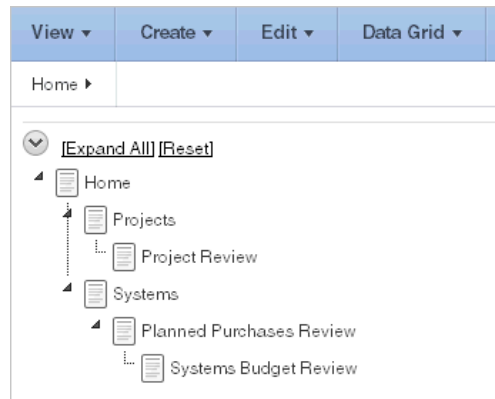 View ▾ Create ▾ Edit ▾ Data Grid ▾
Home ▸
[Expand All] [Reset]
Home
Projects
Project Review
Systems
Planned Purchases Review
Systems Budget Review